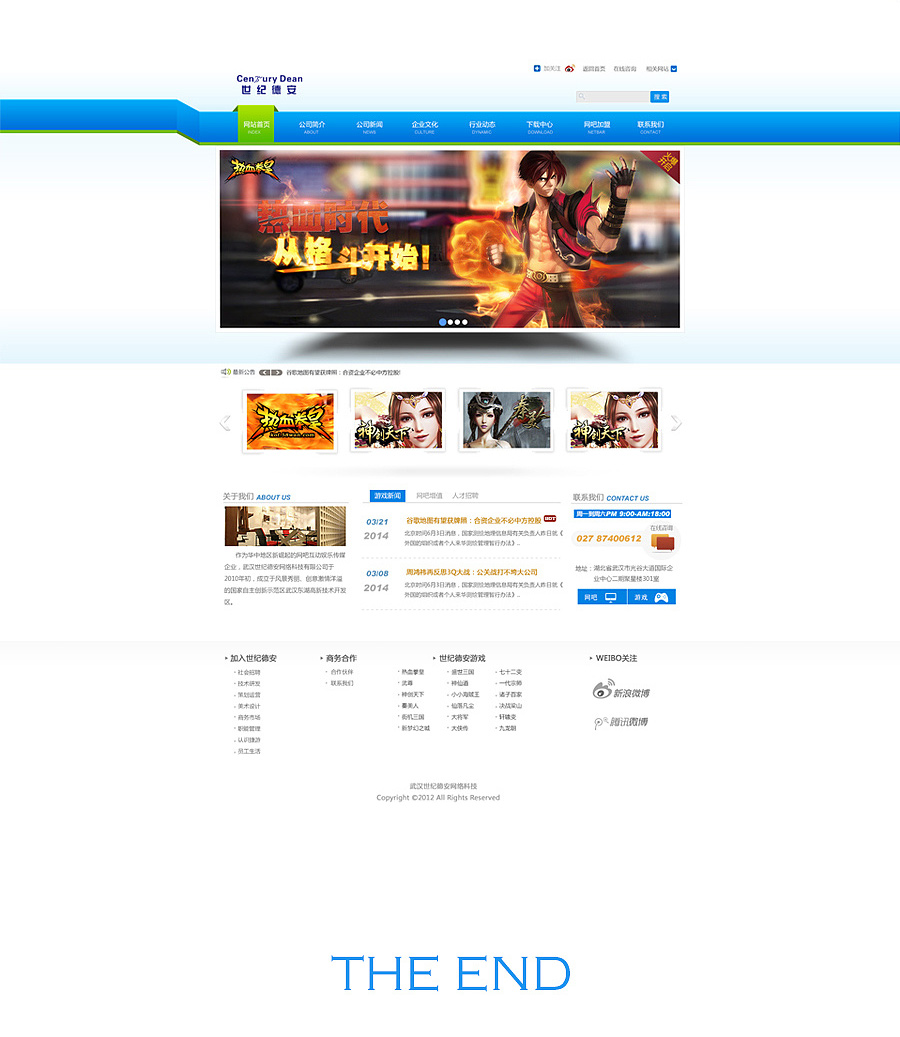 加关注 返回首页 在线咨询 相关网站
Century Dean
世纪德安
搜索
网站首页 公司简介 公司新闻 企业文化 行业动态 下载中心 网吧加盟 联系我们
INDEX ABOUT NEWS CULTURE DYNAMIC DOWNLOAD NETBAR CONTACT
热血拳皇
火爆开启
热血时代
从格斗开始!
最新公告 谷歌地图有望获牌照：合资企业不必中方控股!
热血拳皇
神创天下
秦美人
神创天下
关于我们 ABOUT US
作为华中地区新崛起的网吧互动娱乐传媒
企业，武汉世纪德安网络科技有限公司于
2010年初，成立于风景秀丽、创意激情洋溢
的国家自主创新示范区武汉东湖高新技术开发
区。
游戏新闻 网吧增值 人才招聘
03/21
2014
谷歌地图有望获牌照：合资企业不必中方控股 HOT
北京时间6月3日消息，国家测绘地理信息局有关负责人昨日就《
外国的组织或者个人来华测绘管理暂行办法》..
03/08
2014
周鸿祎再反思3Q大战：公关战打不垮大公司
北京时间6月3日消息，国家测绘地理信息局有关负责人昨日就《
外国的组织或者个人来华测绘管理暂行办法》..
联系我们 CONTACT US
周一到周六PM 9:00-AM:18:00
在线咨询
027 87400612
地址：湖北省武汉市光谷大道国际企
业中心二期聚星楼301室
网吧 游戏
加入世纪德安
社会招聘
技术研发
策划运营
美术设计
商务市场
职能管理
认识德游
员工生活
商务合作
合作伙伴
联系我们
世纪德安游戏
热血拳皇 盛世三国 七十二变
武尊 神仙道 一代宗师
神创天下 小小海贼王 诸子百家
秦美人 仙落凡尘 决战梁山
街机三国 大将军 轩辕变
新梦幻之城 大侠传 九龙朝
WEIBO关注
新浪微博
腾讯微博
武汉世纪德安网络科技
Copyright ©2012 All Rights Reserved
THE END